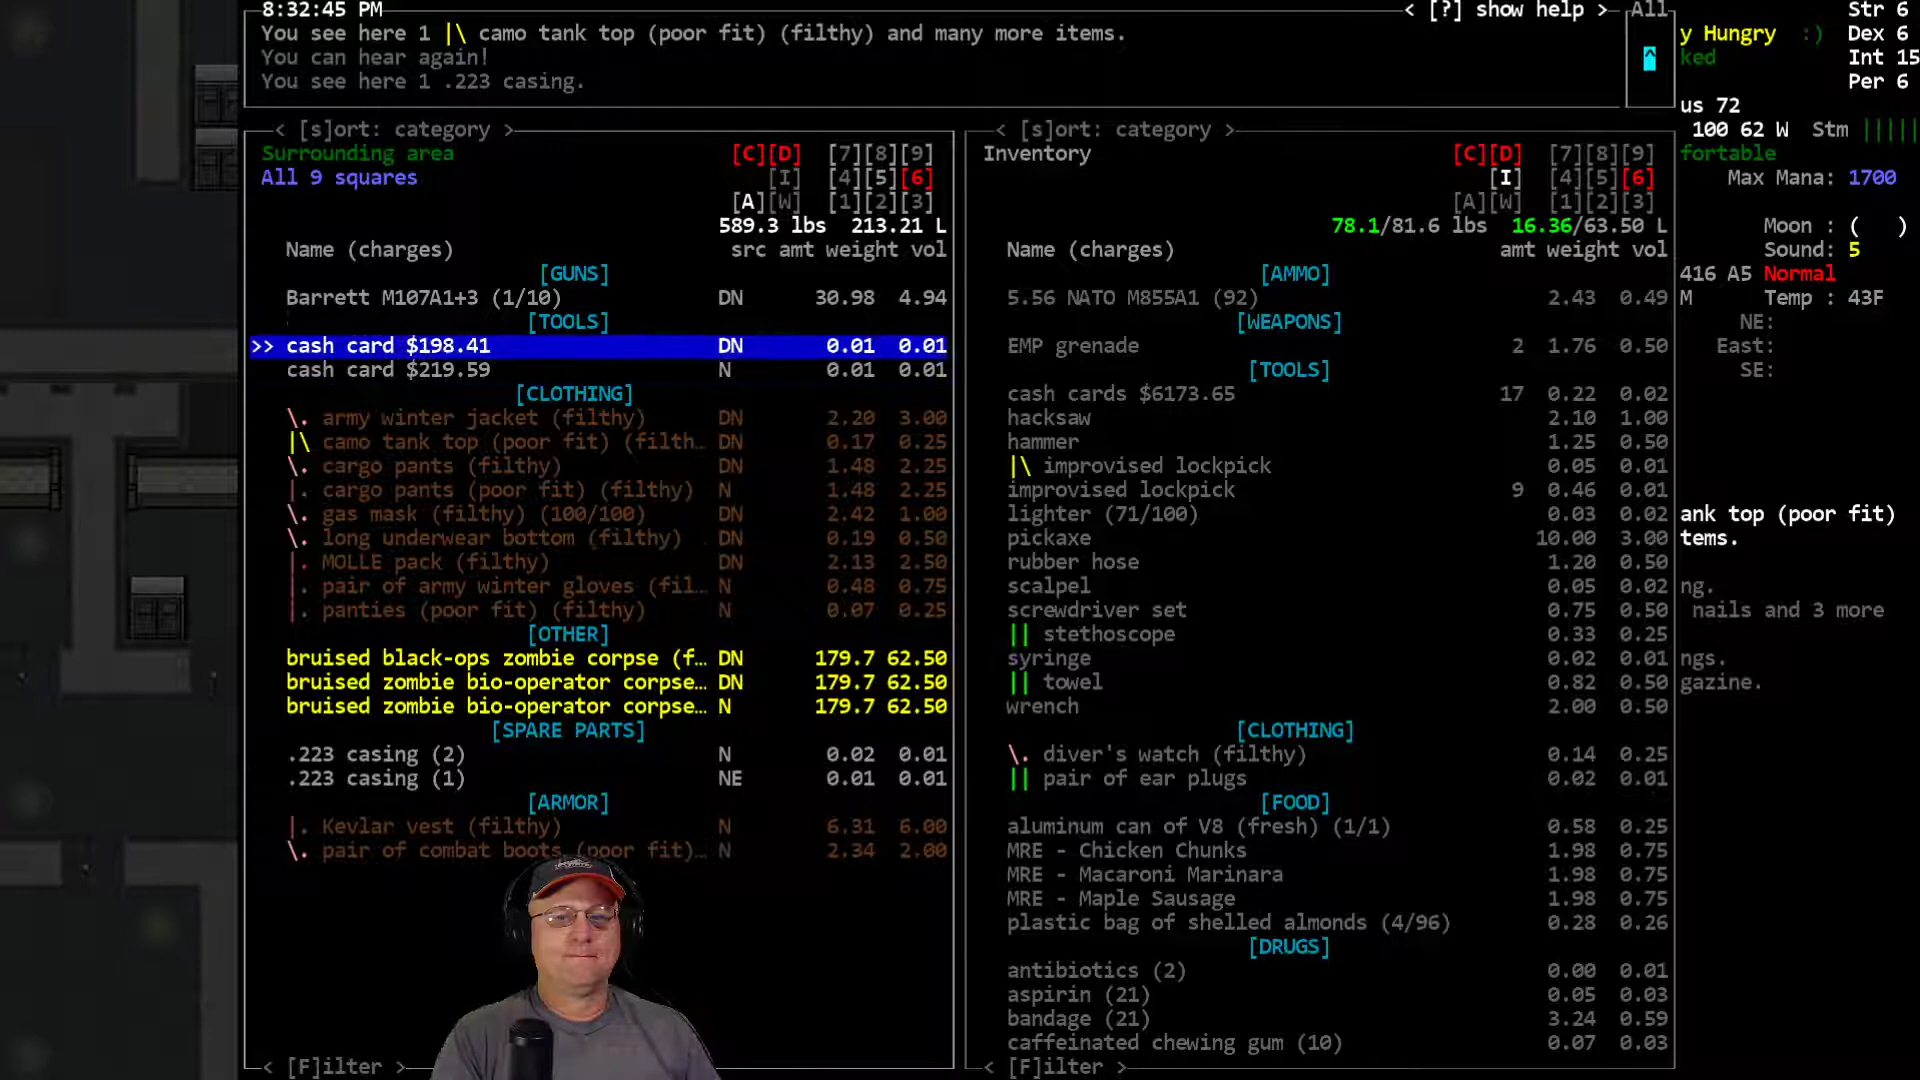 8:32:45 PM
< [?] show help >
You see here 1 |\ camo tank top (poor fit) (filthy) and many more items.
You can hear again!
You see here 1 .223 casing.
All
^
Str 6
y Hungry :) Dex 6
ked Int 15
Per 6
us 72
100 62 W Stm |||||
fortable
Max Mana: 1700
Moon : ( )
Sound: 5
416 A5 Normal
M Temp : 43F
NE:
East:
SE:
ank top (poor fit)
tems.
ng.
nails and 3 more
ngs.
gazine.
< [s]ort: category >
Surrounding area [C][D] [7][8][9]
All 9 squares [I] [4][5][6]
[A][W] [1][2][3]
589.3 lbs 213.21 L
Name (charges) src amt weight vol
[GUNS]
Barrett M107A1+3 (1/10) DN 30.98 4.94
[TOOLS]
>> cash card $198.41 DN 0.01 0.01
cash card $219.59 N 0.01 0.01
[CLOTHING]
\. army winter jacket (filthy) DN 2.20 3.00
|\ camo tank top (poor fit) (filth… DN 0.17 0.25
\. cargo pants (filthy) DN 1.48 2.25
|. cargo pants (poor fit) (filthy) N 1.48 2.25
\. gas mask (filthy) (100/100) DN 2.42 1.00
\. long underwear bottom (filthy) DN 0.19 0.50
|. MOLLE pack (filthy) DN 2.13 2.50
|. pair of army winter gloves (fil… N 0.48 0.75
|. panties (poor fit) (filthy) N 0.07 0.25
[OTHER]
bruised black-ops zombie corpse (f… DN 179.7 62.50
bruised zombie bio-operator corpse… DN 179.7 62.50
bruised zombie bio-operator corpse… N 179.7 62.50
[SPARE PARTS]
.223 casing (2) N 0.02 0.01
.223 casing (1) NE 0.01 0.01
[ARMOR]
|. Kevlar vest (filthy) N 6.31 6.00
\. pair of combat boots (poor fit)… N 2.34 2.00
< [F]ilter >
< [s]ort: category >
Inventory [C][D] [7][8][9]
[I] [4][5][6]
[A][W] [1][2][3]
78.1/81.6 lbs 16.36/63.50 L
Name (charges) amt weight vol
[AMMO]
5.56 NATO M855A1 (92) 2.43 0.49
[WEAPONS]
EMP grenade 2 1.76 0.50
[TOOLS]
cash cards $6173.65 17 0.22 0.02
hacksaw 2.10 1.00
hammer 1.25 0.50
|\ improvised lockpick 0.05 0.01
improvised lockpick 9 0.46 0.01
lighter (71/100) 0.03 0.02
pickaxe 10.00 3.00
rubber hose 1.20 0.50
scalpel 0.05 0.02
screwdriver set 0.75 0.50
|| stethoscope 0.33 0.25
syringe 0.02 0.01
|| towel 0.82 0.50
wrench 2.00 0.50
[CLOTHING]
\. diver's watch (filthy) 0.14 0.25
|| pair of ear plugs 0.02 0.01
[FOOD]
aluminum can of V8 (fresh) (1/1) 0.58 0.25
MRE - Chicken Chunks 1.98 0.75
MRE - Macaroni Marinara 1.98 0.75
MRE - Maple Sausage 1.98 0.75
plastic bag of shelled almonds (4/96) 0.28 0.26
[DRUGS]
antibiotics (2) 0.00 0.01
aspirin (21) 0.05 0.03
bandage (21) 3.24 0.59
caffeinated chewing gum (10) 0.07 0.03
< [F]ilter >